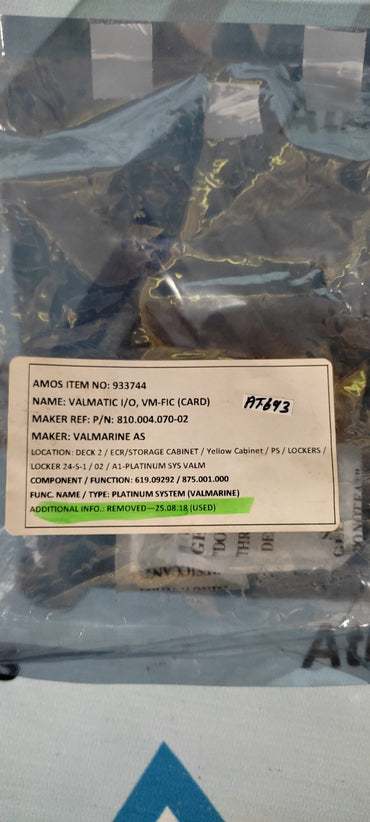 AMOS ITEM NO: 933744
NAME: VALMATIC I/O, VM-FIC (CARD)
AT643
MAKER REF: P/N: 810.004.070-02
MAKER: VALMARINE AS
LOCATION: DECK 2 / ECR/STORAGE CABINET / Yellow Cabinet / PS / LOCKERS /
LOCKER 24-S-1 / 02 / A1-PLATINUM SYS VALM
COMPONENT / FUNCTION: 619.09292 / 875.001.000
FUNC. NAME / TYPE: PLATINUM SYSTEM (VALMARINE)
ADDITIONAL INFO.: REMOVED—25.08.18 (USED)